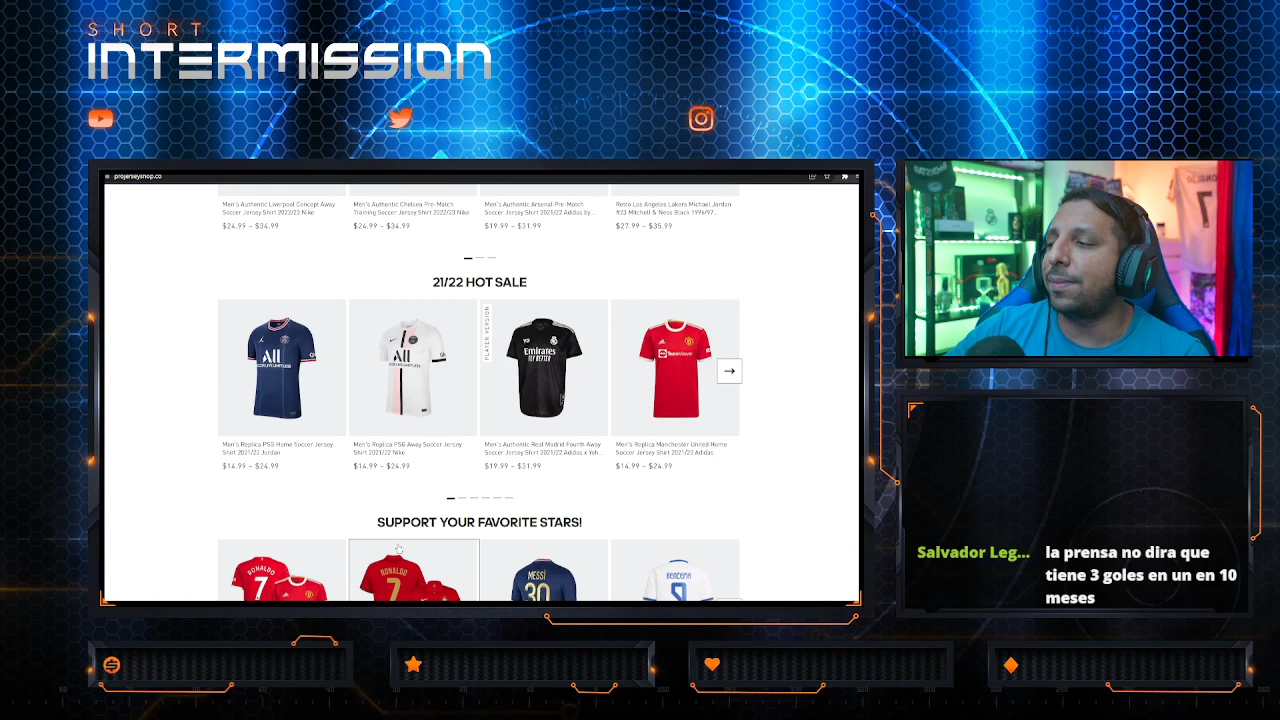 SHORT
INTERMISSION
projerseyshop.co
Men's Authentic Liverpool Concept Away
Soccer Jersey Shirt 2022/23 Nike
$24.99 – $34.99
Men's Authentic Chelsea Pre-Match
Training Soccer Jersey Shirt 2022/23 Nike
$24.99 – $34.99
Men's Authentic Arsenal Pre-Match
Soccer Jersey Shirt 2021/22 Adidas by...
$19.99 – $31.99
Retro Los Angeles Lakers Michael Jordan
#23 Mitchell & Ness Black 1996/97...
$27.99 – $35.99
21/22 HOT SALE
PLAYER VERSION
Emirates
FLY BETTER
TeamViewer
Men's Replica PSG Home Soccer Jersey
Shirt 2021/22 Jordan
$14.99 – $24.99
Men's Replica PSG Away Soccer Jersey
Shirt 2021/22 Nike
$14.99 – $24.99
Men's Authentic Real Madrid Fourth Away
Soccer Jersey Shirt 2021/22 Adidas x Yoh...
$19.99 – $31.99
Men's Replica Manchester United Home
Soccer Jersey Shirt 2021/22 Adidas
$14.99 – $24.99
SUPPORT YOUR FAVORITE STARS!
RONALDO
7
RONALDO
7
MESSI
30
BENZEMA
9
RONALDO
7
Salvador Leg... la prensa no dira que
tiene 3 goles en un en 10
meses